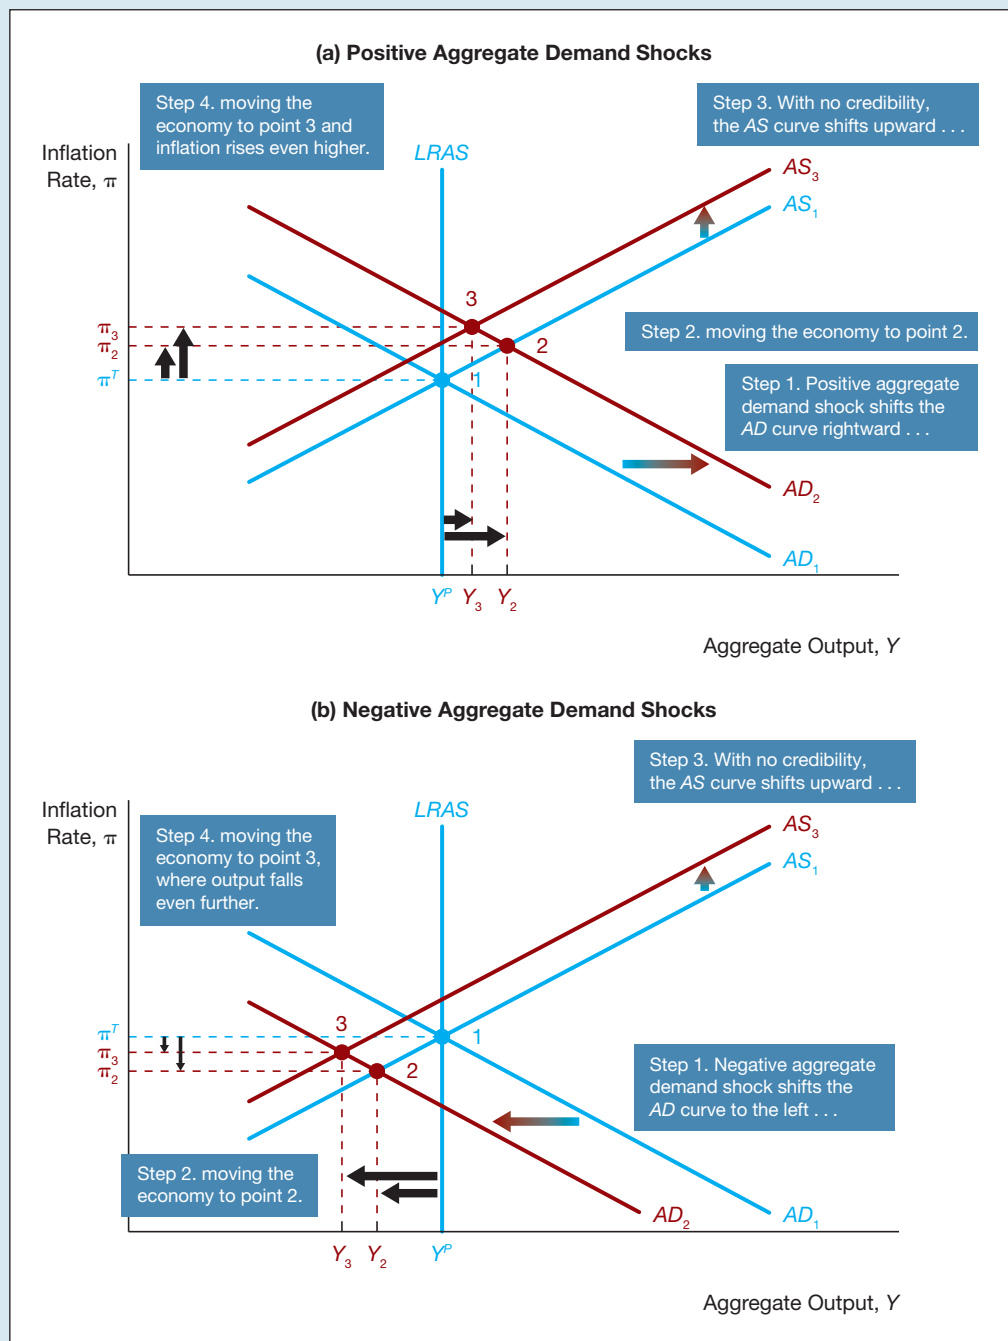 (a) Positive Aggregate Demand Shocks
Step 4. moving the
economy to point 3 and
inflation rises even higher.
Step 3. With no credibility,
the AS curve shifts upward . . .
Inflation
Rate, π
LRAS
AS₃
AS₁
3
π₃
Step 2. moving the economy to point 2.
π₂
2
πᵀ
1
Step 1. Positive aggregate
demand shock shifts the
AD curve rightward . . .
AD₂
AD₁
Yᴾ Y₃ Y₂
Aggregate Output, Y
(b) Negative Aggregate Demand Shocks
Step 3. With no credibility,
the AS curve shifts upward . . .
Inflation
Rate, π
LRAS
AS₃
Step 4. moving the
economy to point 3,
where output falls
even further.
AS₁
πᵀ
3
1
π₃
π₂
2
Step 1. Negative aggregate
demand shock shifts the
AD curve to the left . . .
Step 2. moving the
economy to point 2.
AD₂
AD₁
Y₃ Y₂ Yᴾ
Aggregate Output, Y